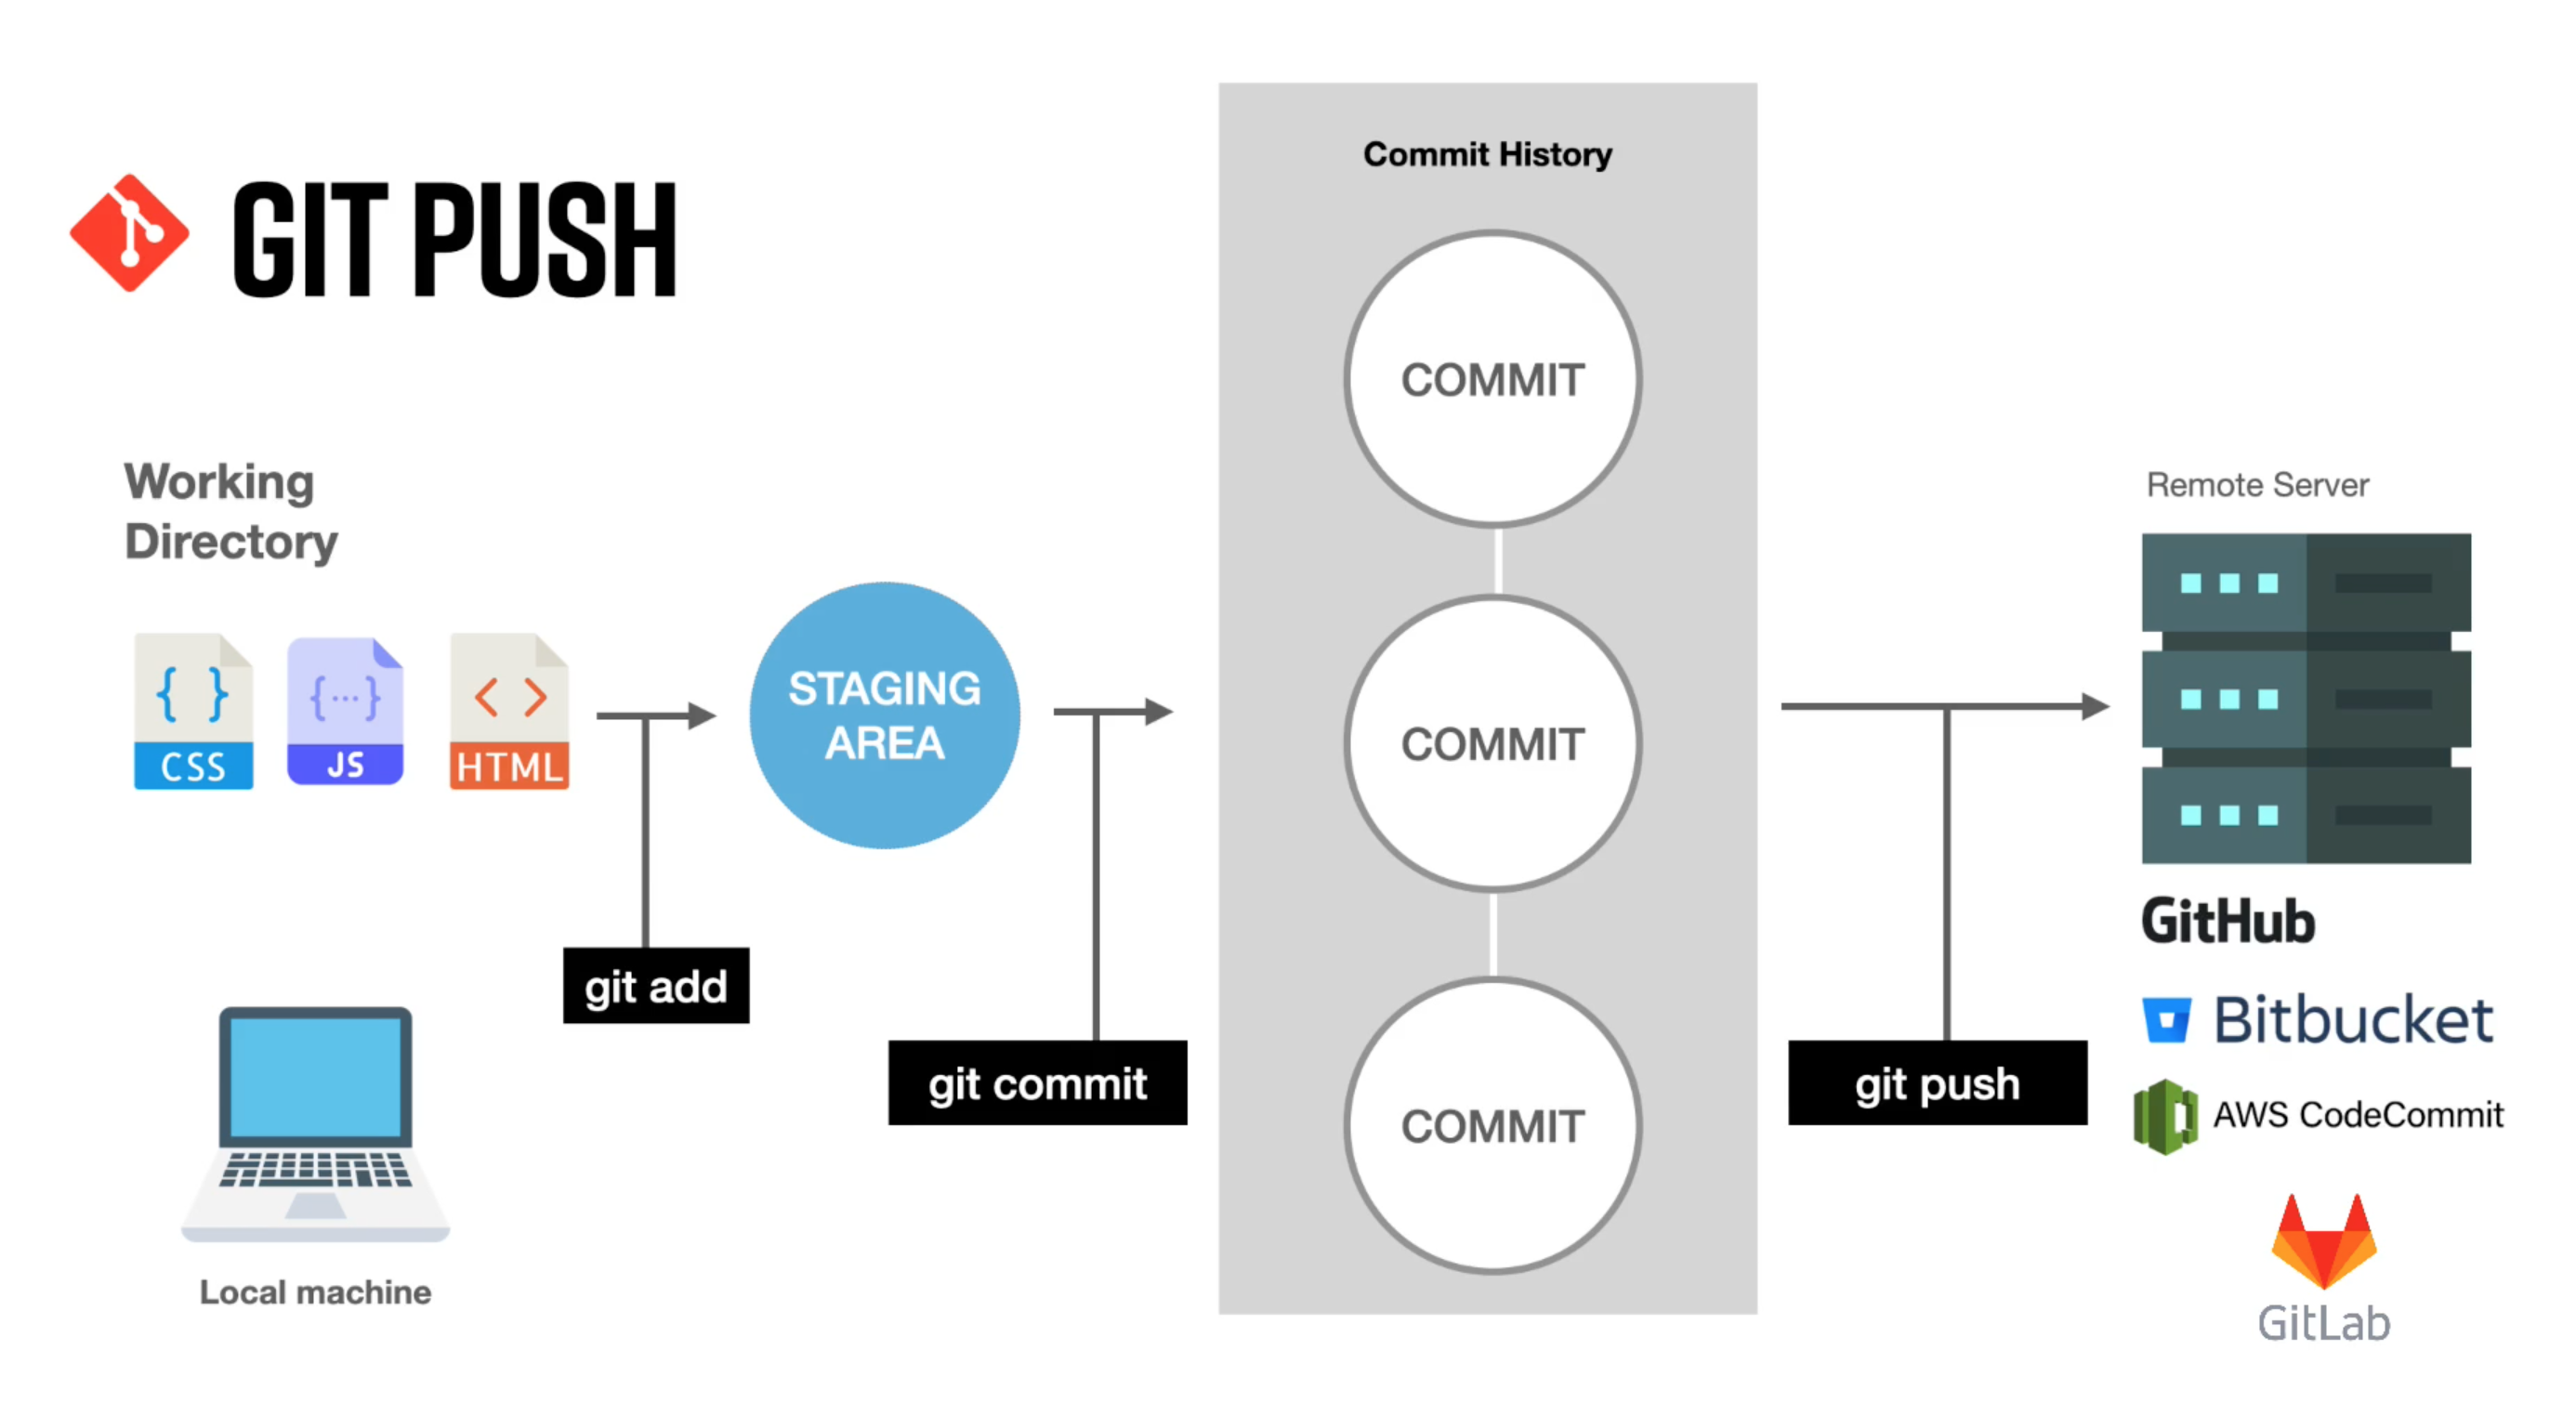 GIT PUSH
Working
Directory
CSS
JS
HTML
Local machine
git add
STAGING
AREA
git commit
Commit History
COMMIT
COMMIT
COMMIT
git push
Remote Server
GitHub
Bitbucket
AWS CodeCommit
GitLab